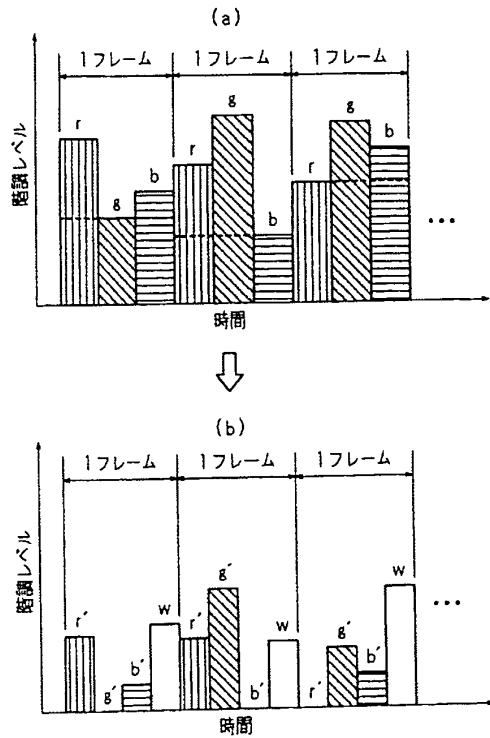 (a)
1フレーム 1フレーム 1フレーム
r g b r g b r g b
階調レベル
•••
時間
(b)
1フレーム 1フレーム 1フレーム
r´ g´ b´ w r´ g´ b´ w r´ g´ b´ w
階調レベル
•••
時間